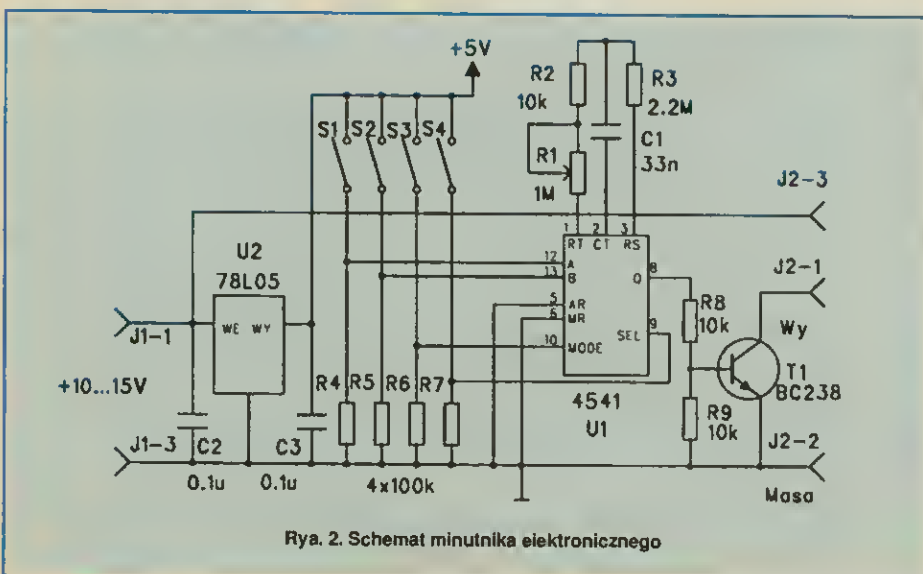 +5V
R2
10k
R3
2.2M
S1
S2
S3
S4
C1
33n
R1
1M
J2-3
U2
78L05
1
2
3
RT
CT
RS
12
A
13
B
8
Q
J2-1
WE
WY
5
AR
6
MR
SEL
9
R8
10k
Wy
J1-1
10
MODE
T1
BC238
+10...15V
R4
R5
R6
R7
4541
U1
R9
10k
J2-2
J1-3
C2
C3
0.1u
0.1u
4x100k
Masa
Rya. 2. Schemat minutnika elektronicznego